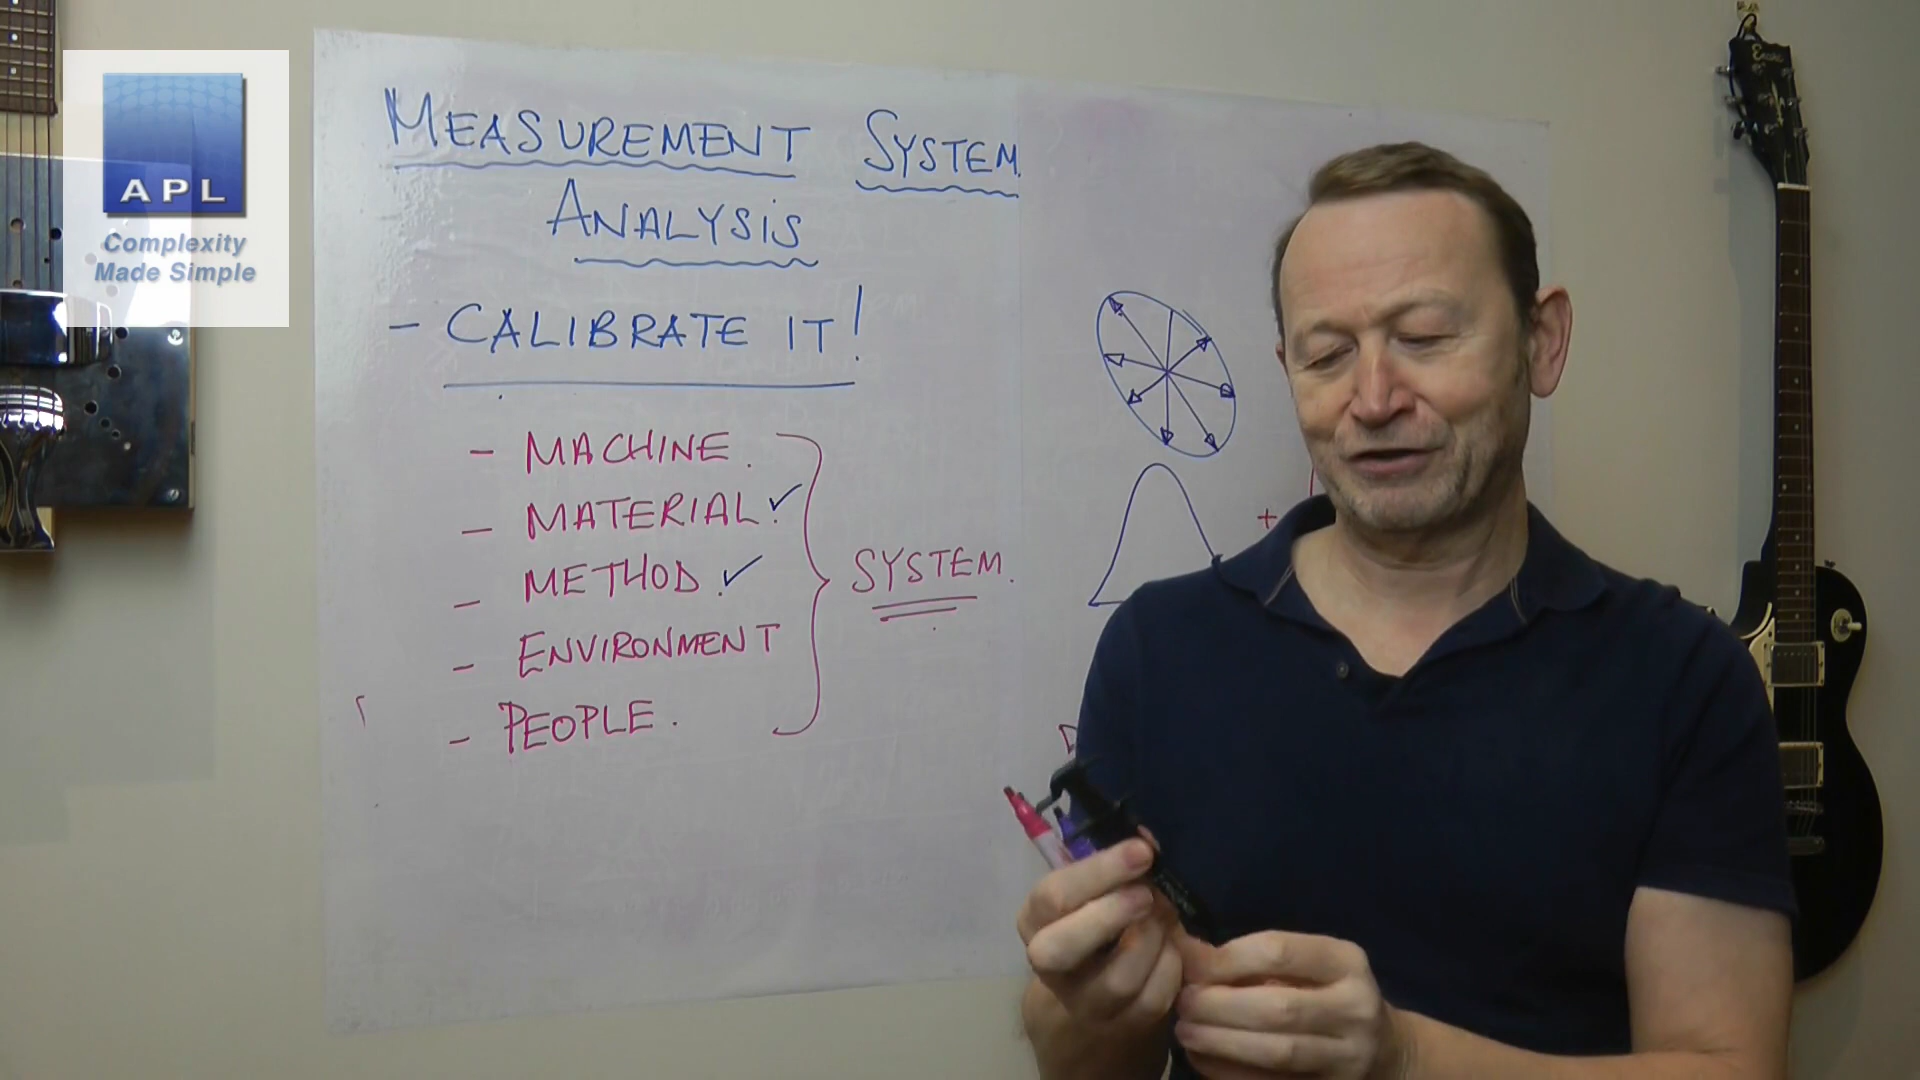 APL
Complexity
Made Simple
MEASUREMENT SYSTEM
ANALYSIS
- CALIBRATE IT!
- MACHINE.
- MATERIAL. ✓
- METHOD. ✓
- ENVIRONMENT
- PEOPLE.
SYSTEM.
+